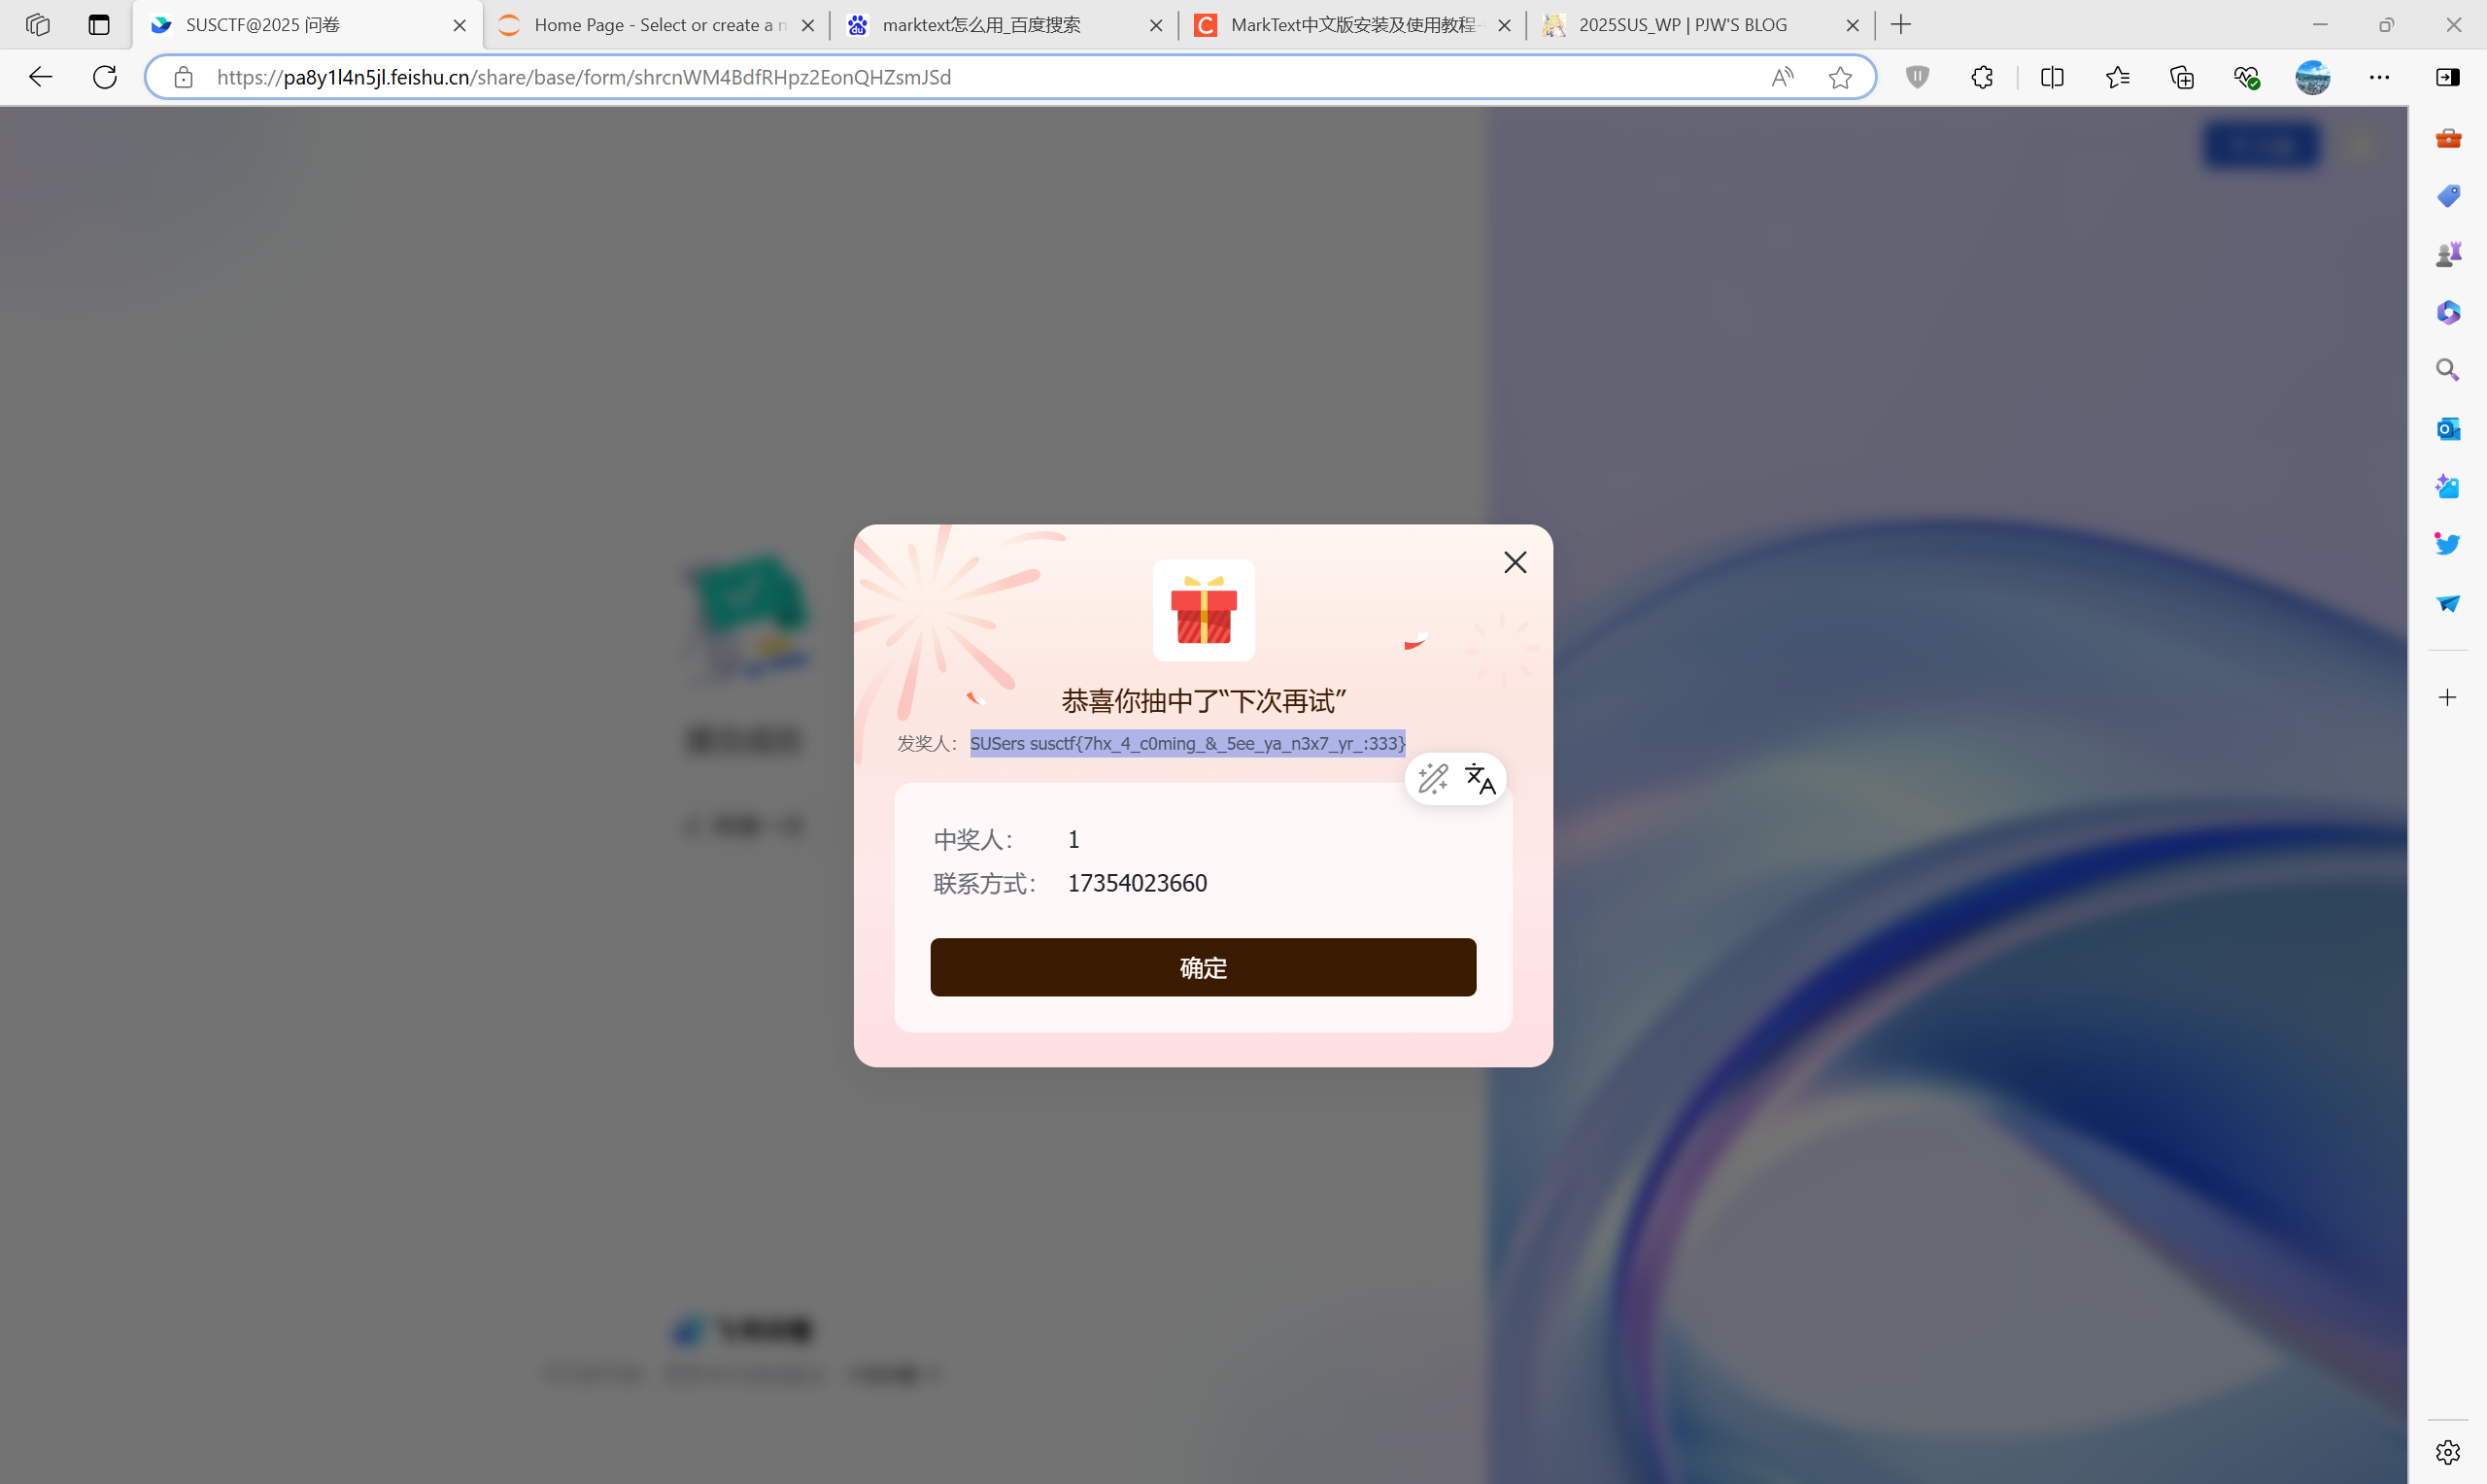 SUSCTF@2025 问卷
Home Page - Select or create a n
marktext怎么用_百度搜索
MarkText中文版安装及使用教程
2025SUS_WP | PJW'S BLOG
https://pa8y1l4n5jl.feishu.cn/share/base/form/shrcnWM4BdfRHpz2EonQHZsmJSd
恭喜你抽中了“下次再试”
发奖人： SUSers susctf{7hx_4_c0ming_&_5ee_ya_n3x7_yr_:333}
中奖人： 1
联系方式： 17354023660
确定